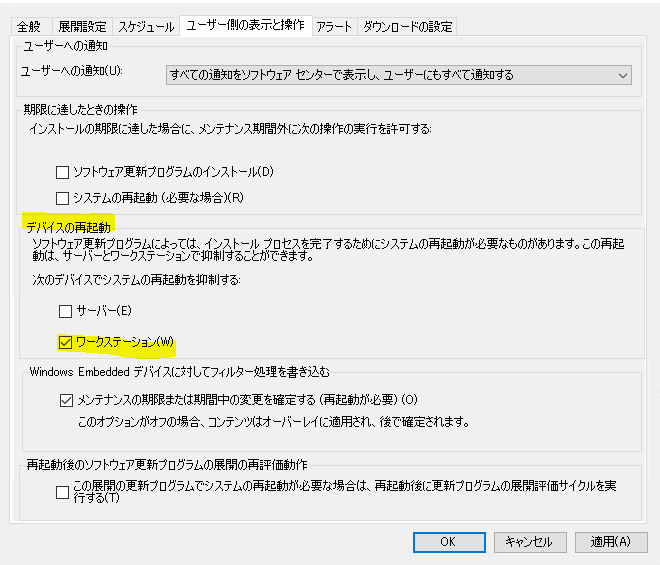 全般 展開設定 スケジュール ユーザー側の表示と操作 アラート ダウンロードの設定
ユーザーへの通知
ユーザーへの通知(U): すべての通知をソフトウェア センターで表示し、ユーザーにもすべて通知する
期限に達したときの操作
インストールの期限に達した場合に、メンテナンス期間外に次の操作の実行を許可する:
ソフトウェア更新プログラムのインストール(D)
システムの再起動 (必要な場合)(R)
デバイスの再起動
ソフトウェア更新プログラムによっては、インストール プロセスを完了するためにシステムの再起動が必要なものがあります。この再起
動は、サーバーとワークステーションで抑制することができます。
次のデバイスでシステムの再起動を抑制する:
サーバー(E)
ワークステーション(W)
Windows Embedded デバイスに対してフィルター処理を書き込む
メンテナンスの期限または期間中の変更を確定する (再起動が必要) (O)
このオプションがオフの場合、コンテンツはオーバーレイに適用され、後で確定されます。
再起動後のソフトウェア更新プログラムの展開の再評価動作
この展開の更新プログラムでシステムの再起動が必要な場合は、再起動後に更新プログラムの展開評価サイクルを実
行する(T)
OK キャンセル 適用(A)